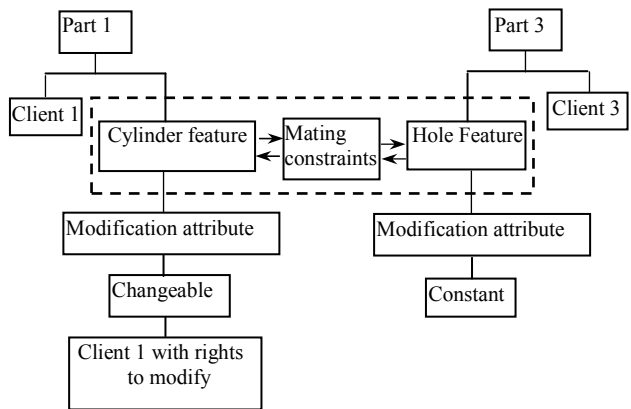 Part 1
Part 3
Client 1
Client 3
Cylinder feature
Mating
constraints
Hole Feature
Modification attribute
Modification attribute
Changeable
Constant
Client 1 with rights
to modify